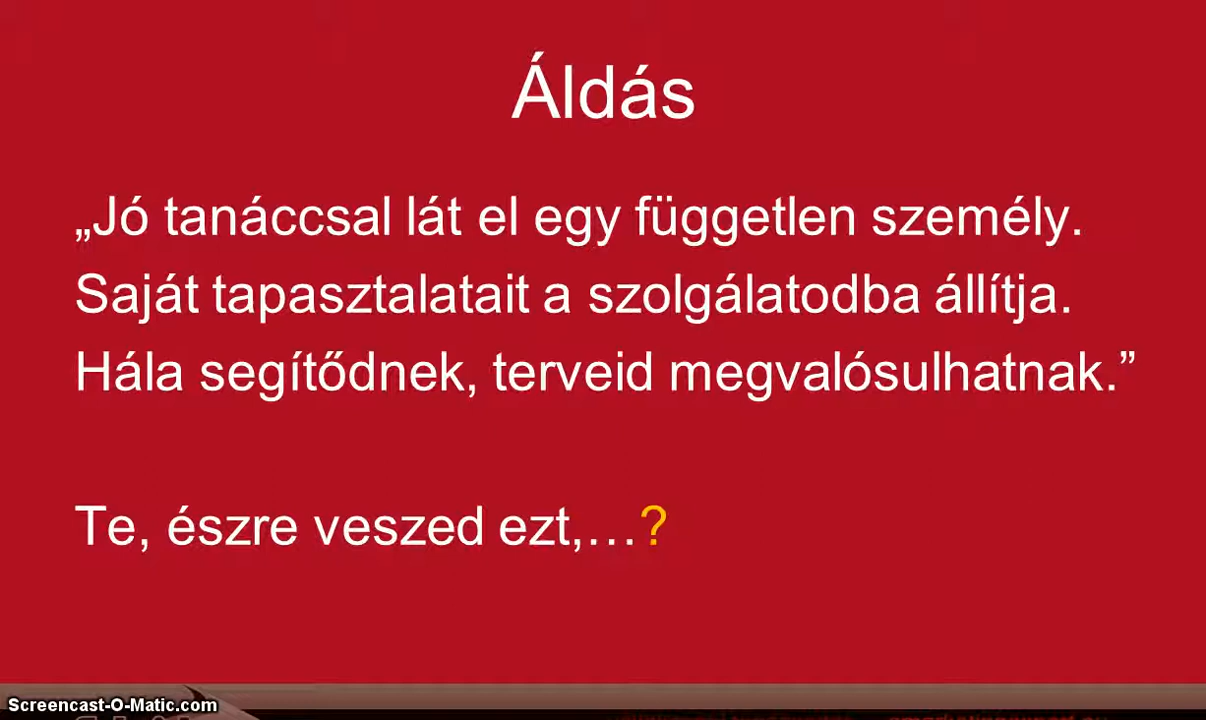 Áldás
„Jó tanáccsal lát el egy független személy.
Saját tapasztalatait a szolgálatodba állítja.
Hála segítődnek, terveid megvalósulhatnak.”
Te, észre veszed ezt,…?
Screencast-O-Matic.com